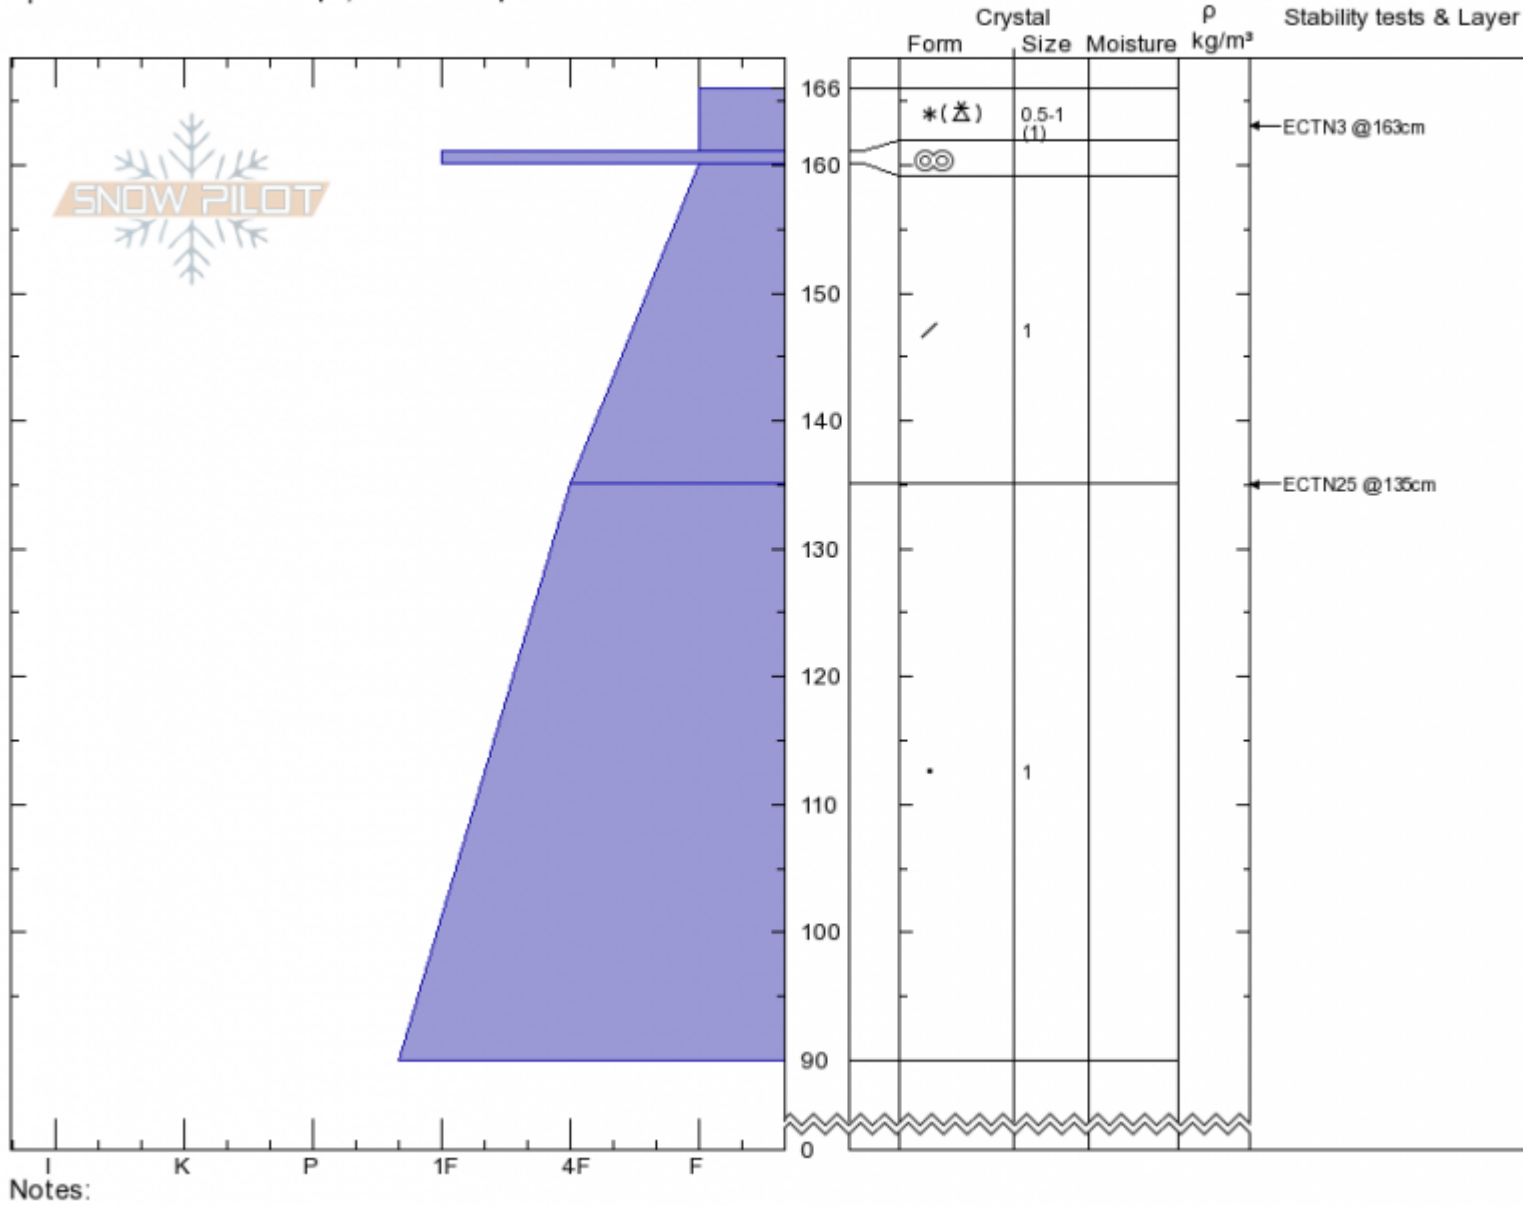 Crystal ρ Stability tests & Layer
Form Size Moisture kg/m³
166
0.5-1
(1)
ECTN3 @163cm
160
SNOW PILOT
150
1
140
ECTN25 @135cm
130
120
1
110
100
90
0
I K P 1F 4F F
Notes: